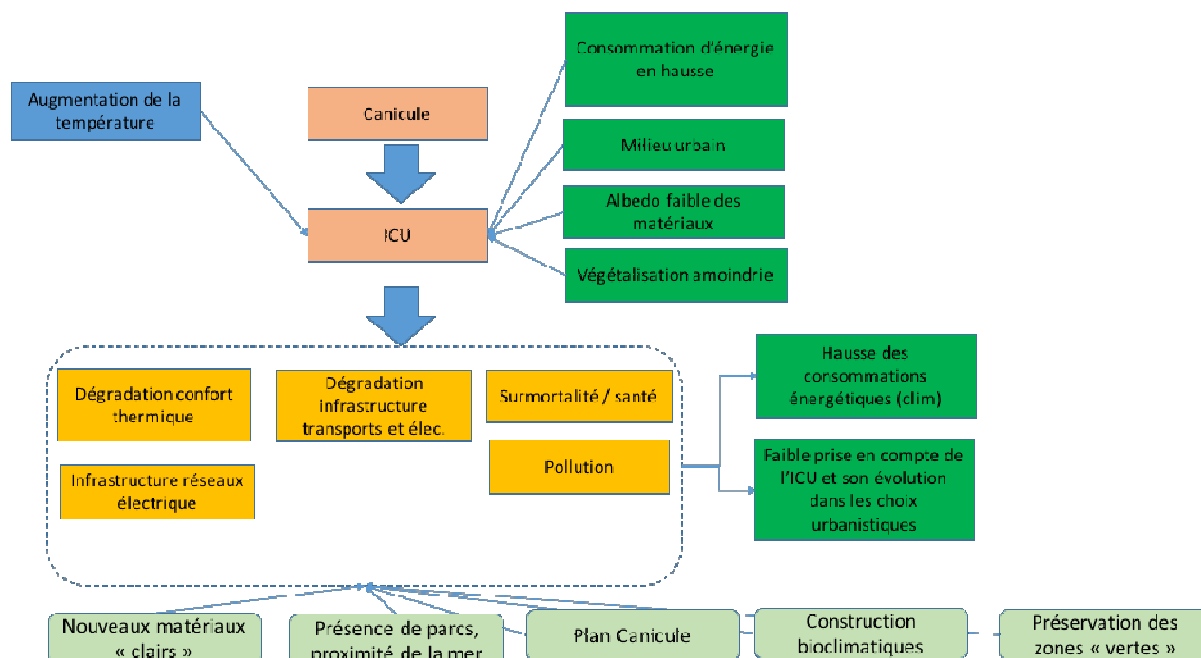 Consommation d'énergie
en hausse
Augmentation de la
température
Canicule
Milieu urbain
Albedo faible des
matériaux
ICU
Végétalisation amoindrie
Hausse des
consommations
énergétiques (clim)
Dégradation confort
thermique
Dégradation
infrastructure
transports et élec.
Surmortalité / santé
Pollution
Infrastructure réseaux
électrique
Faible prise en compte de
l'ICU et son évolution
dans les choix
urbanistiques
Nouveaux matériaux
« clairs »
Présence de parcs,
proximité de la mer
Plan Canicule
Construction
bioclimatiques
Préservation des
zones « vertes »